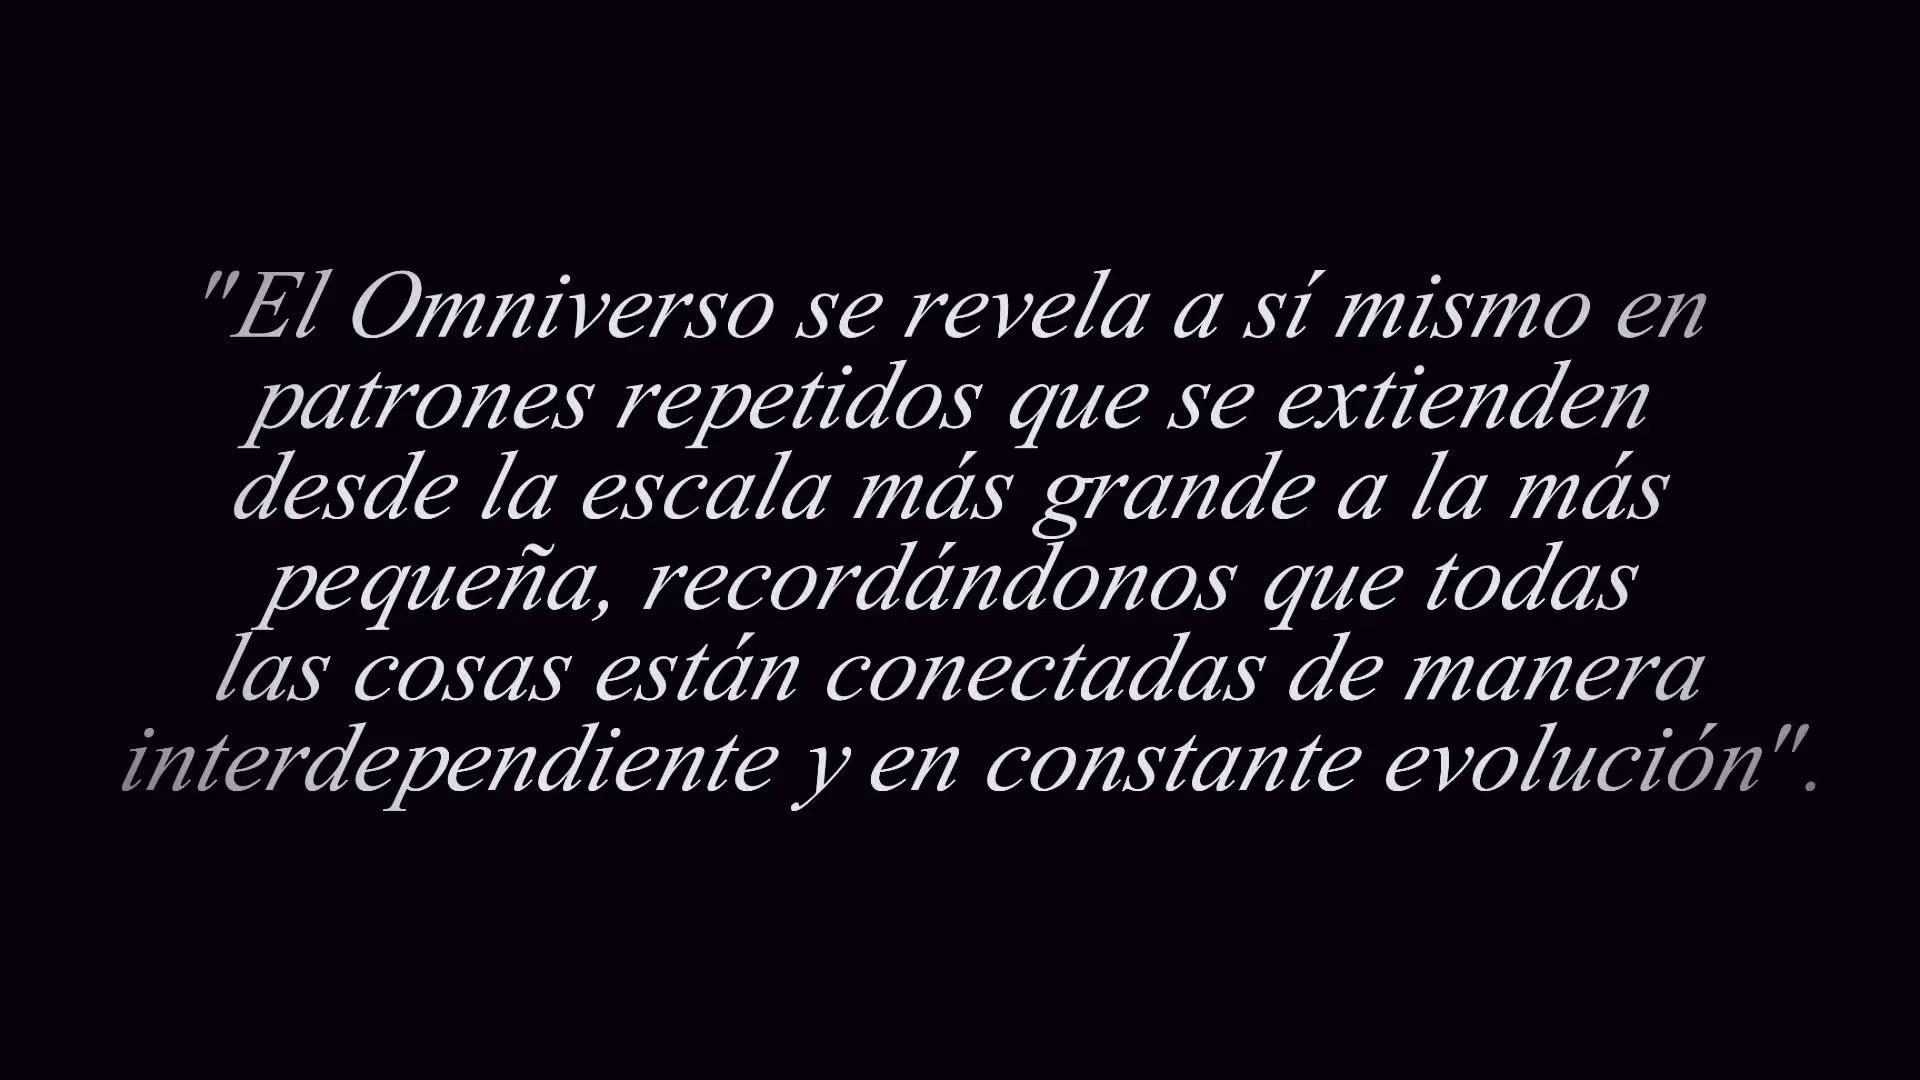 "El Omniverso se revela a sí mismo en
patrones repetidos que se extienden
desde la escala más grande a la más
pequeña, recordándonos que todas
las cosas están conectadas de manera
interdependiente y en constante evolución".